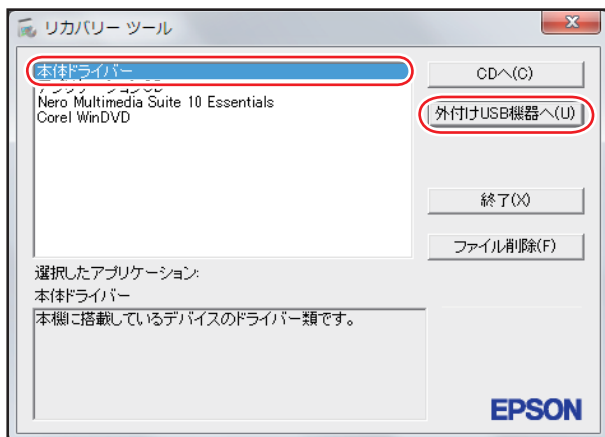 リカバリー ツール
本体ドライバー
Nero Multimedia Suite 10 Essentials
Corel WinDVD
CDへ(C)
外付けUSB機器へ(U)
終了(X)
ファイル削除(F)
選択したアプリケーション:
本体ドライバー
本機に搭載しているデバイスのドライバー類です。
EPSON